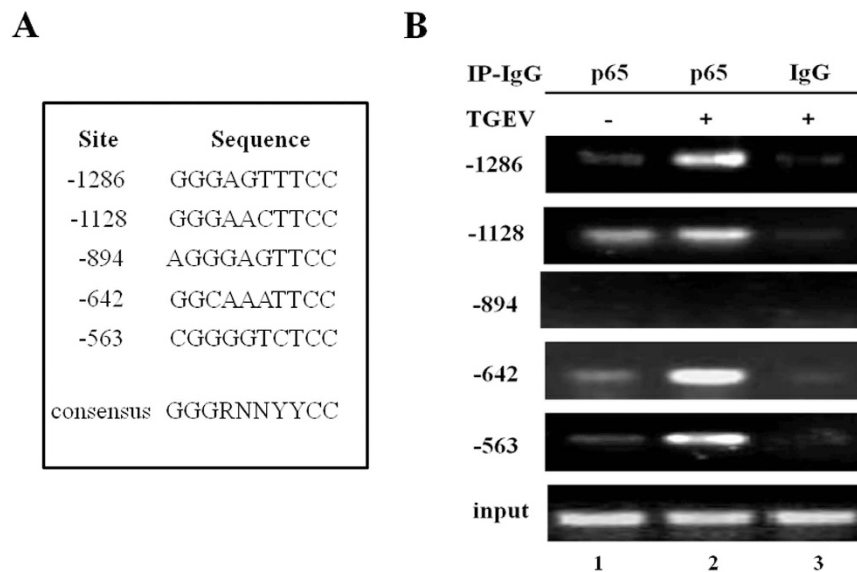 A
Site Sequence
-1286 GGGAGTTTCC
-1128 GGGAACTTCC
-894 AGGGAGTTCC
-642 GGCAAATTCC
-563 CGGGGTCTCC
consensus GGGRNNYYCC
B
IP-IgG p65 p65 IgG
TGEV - + +
-1286
-1128
-894
-642
-563
input
1 2 3